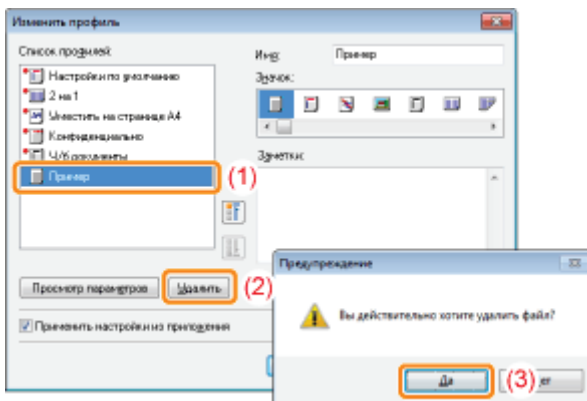 Изменить профиль
Список профилей:
Настройки по умолчанию
2 на 1
Уместить на странице A4
Конфиденциально
Ч/б документы
Пример
(1)
Имя:
Пример
Значок:
Заметки:
Просмотр параметров
Удалить
(2)
Применить настройки из приложения
Предупреждение
Вы действительно хотите удалить файл?
Да
(3)